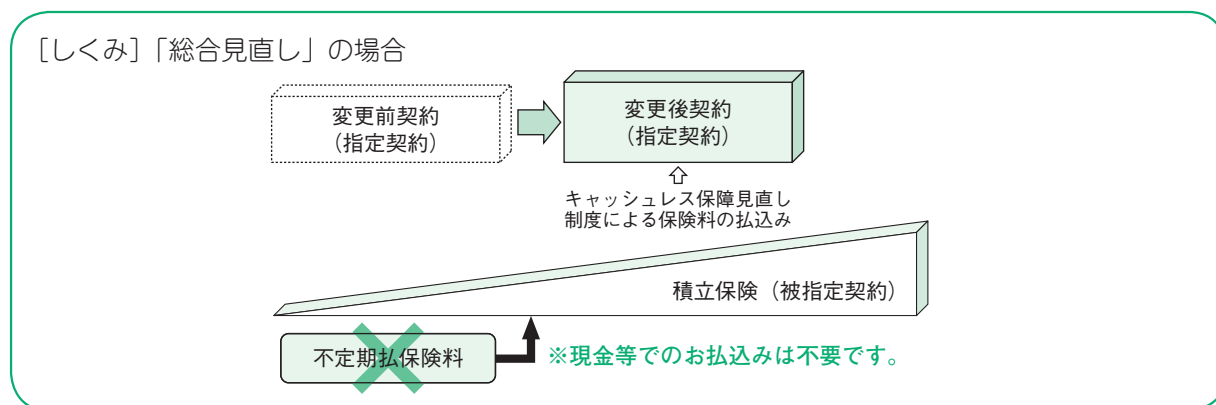 ［しくみ］「総合見直し」の場合
変更前契約
（指定契約）
変更後契約
（指定契約）
キャッシュレス保障見直し
制度による保険料の払込み
積立保険（被指定契約）
不定期払保険料
※現金等でのお払込みは不要です。